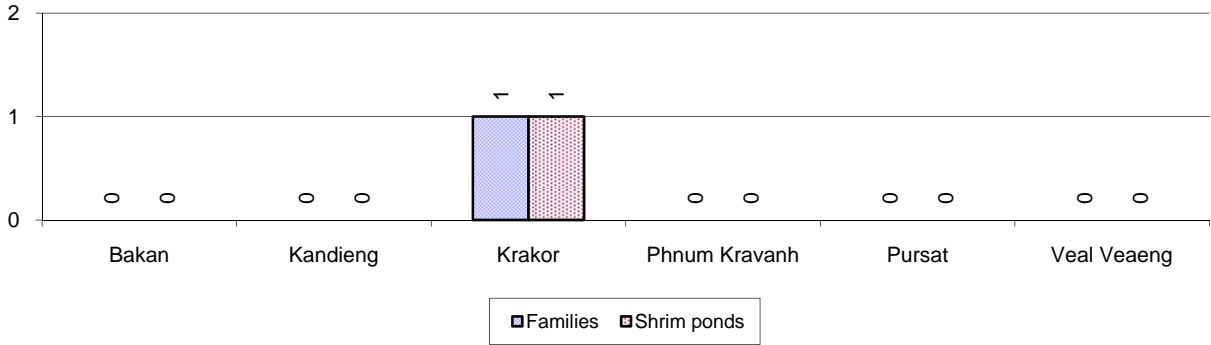 2
1
0
1 1
0 0 0 0 0 0 0 0 0 0
Bakan Kandieng Krakor Phnum Kravanh Pursat Veal Veaeng
Families Shrim ponds